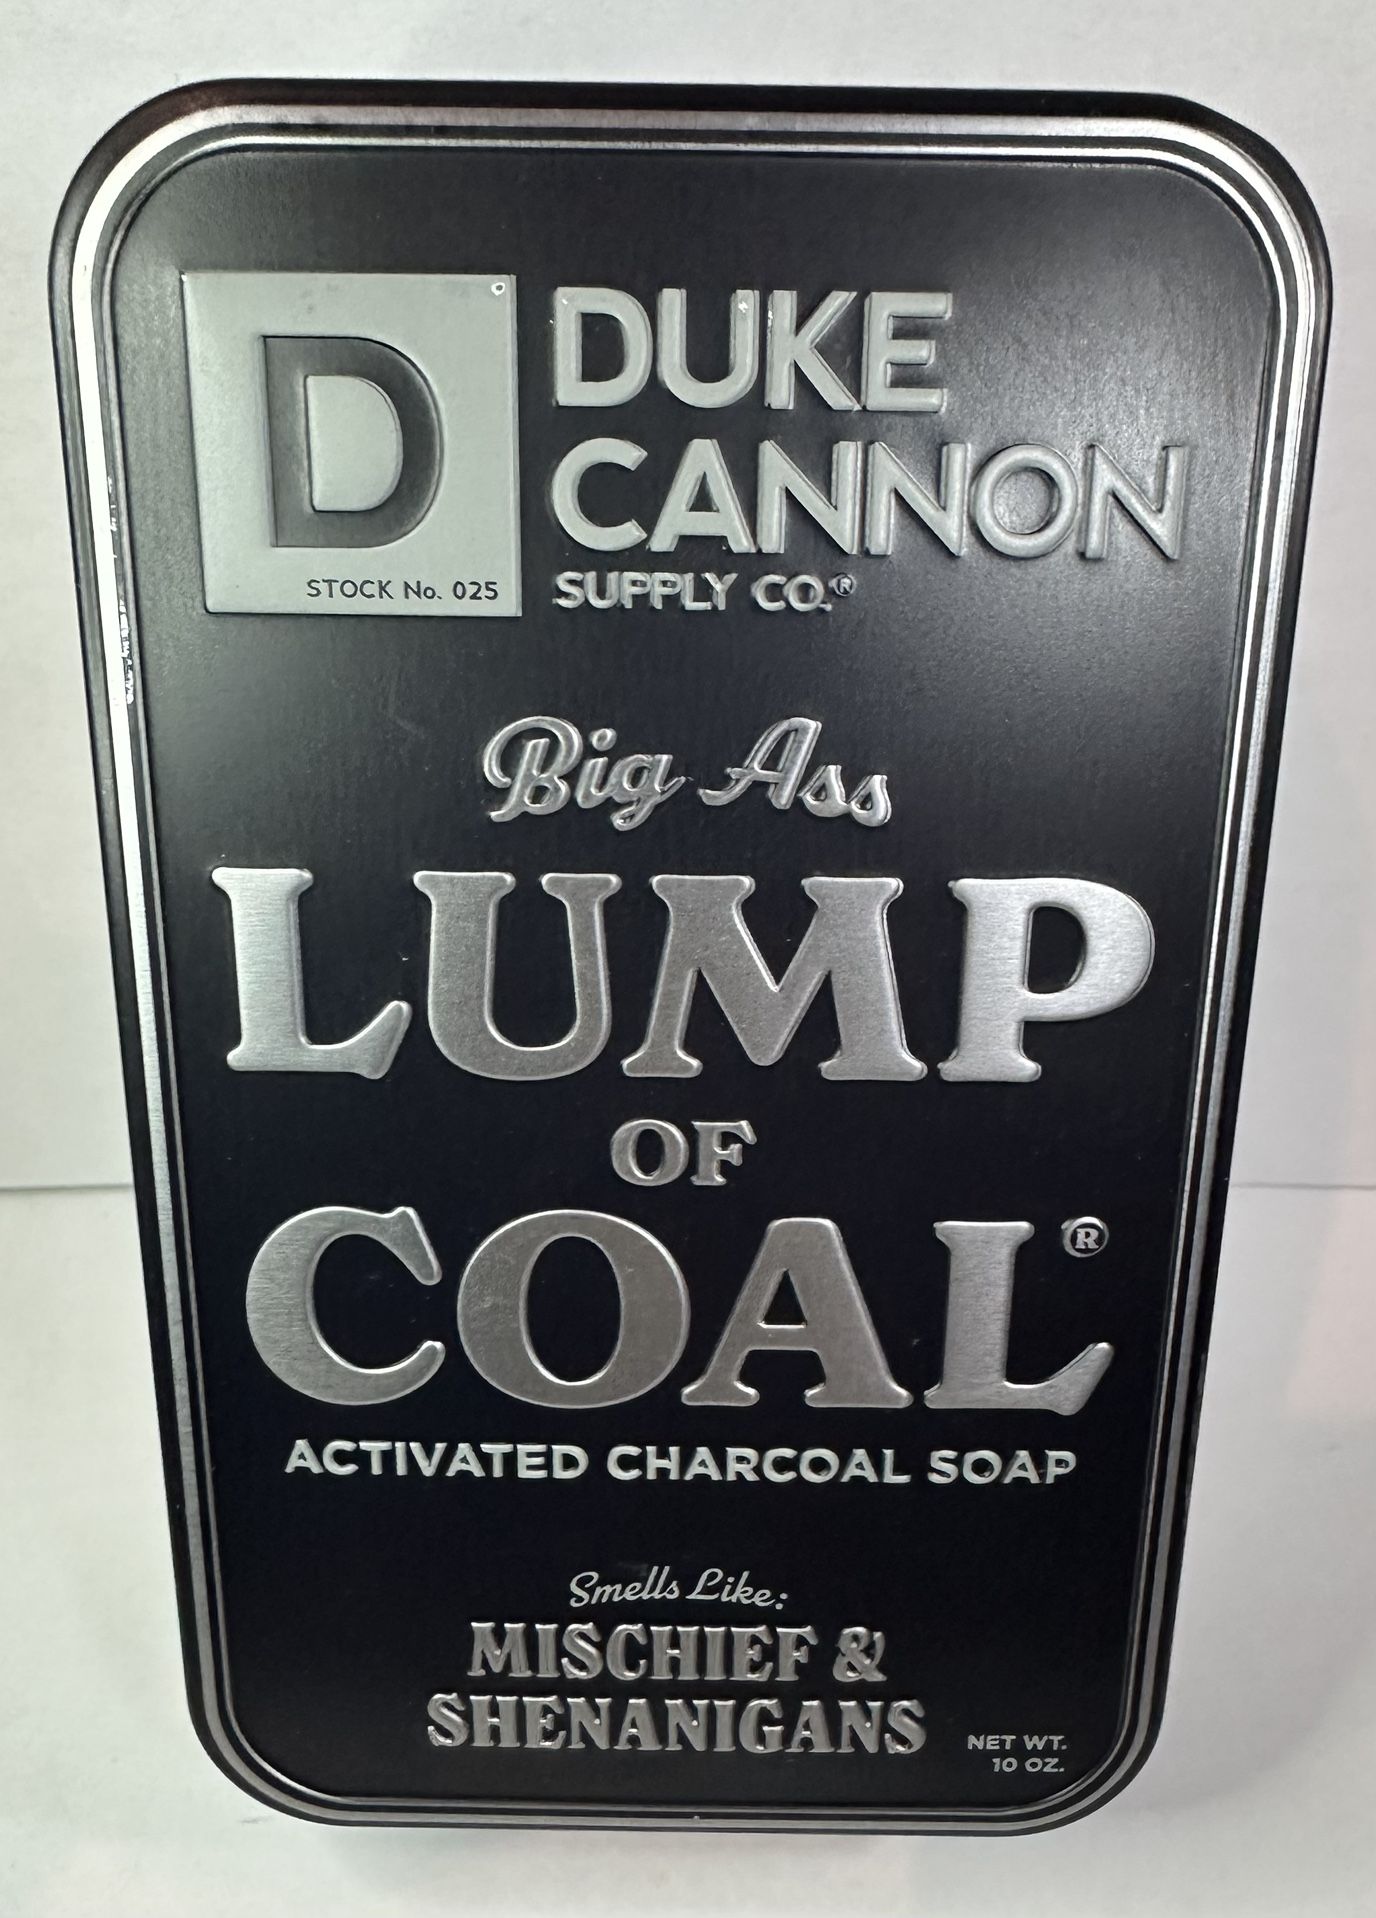 D
STOCK No. 025
DUKE
CANNON
SUPPLY CO.®
Big Ass
LUMP
OF
COAL®
ACTIVATED CHARCOAL SOAP
Smells Like:
MISCHIEF &
SHENANIGANS
NET WT.
10 OZ.